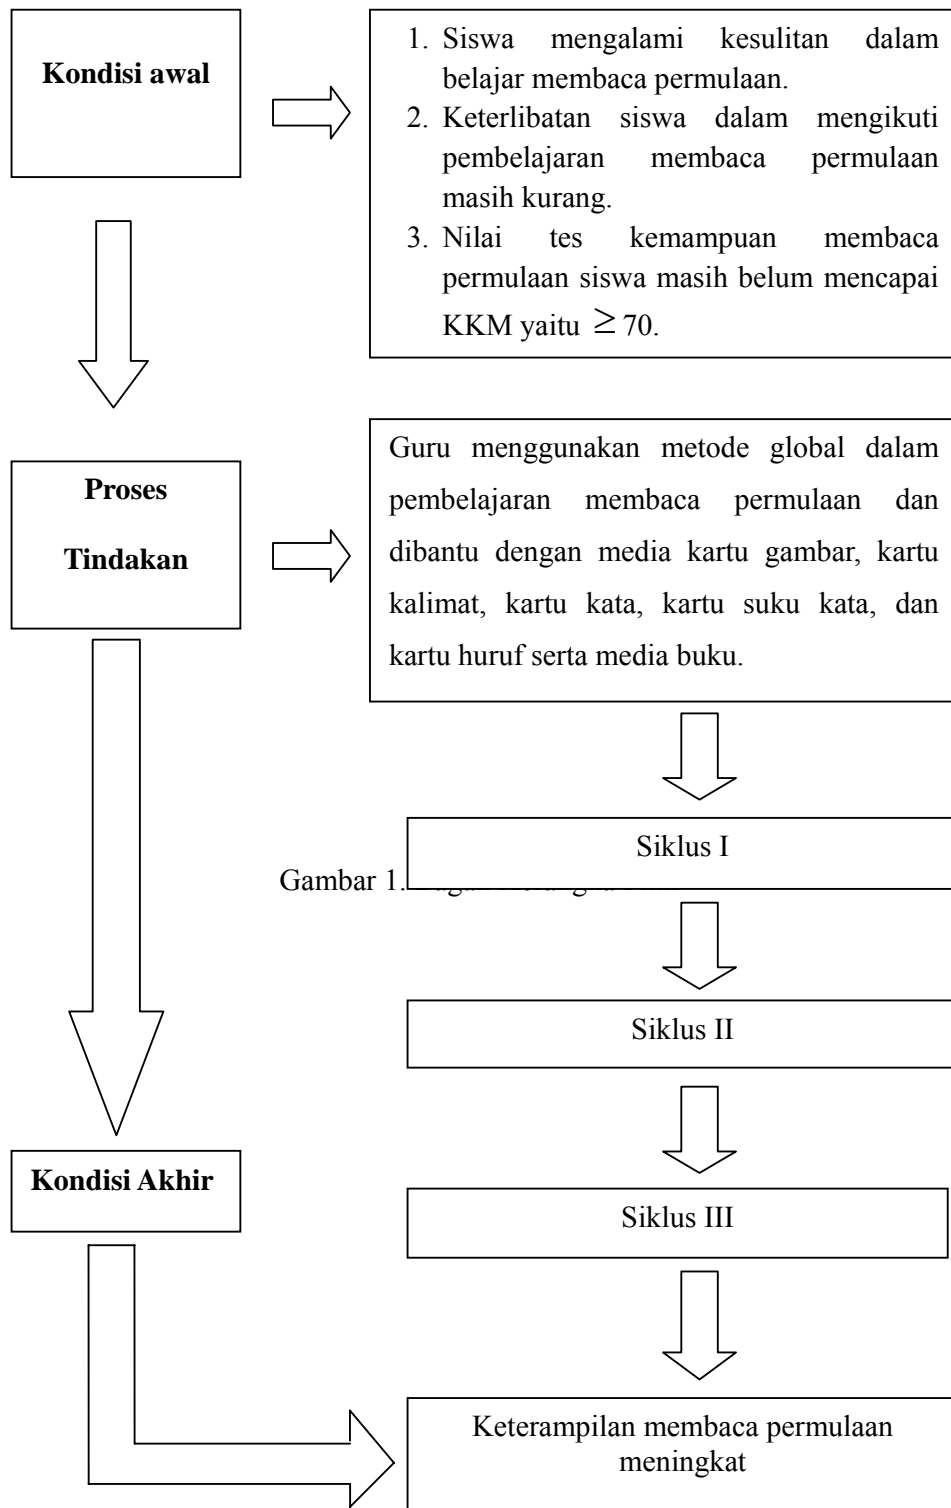 Kondisi awal
1. Siswa mengalami kesulitan dalam
belajar membaca permulaan.
2. Keterlibatan siswa dalam mengikuti
pembelajaran membaca permulaan
masih kurang.
3. Nilai tes kemampuan membaca
permulaan siswa masih belum mencapai
KKM yaitu ≥ 70.
Proses
Tindakan
Guru menggunakan metode global dalam
pembelajaran membaca permulaan dan
dibantu dengan media kartu gambar, kartu
kalimat, kartu kata, kartu suku kata, dan
kartu huruf serta media buku.
Siklus I
Gambar 1.
Siklus II
Kondisi Akhir
Siklus III
Keterampilan membaca permulaan
meningkat